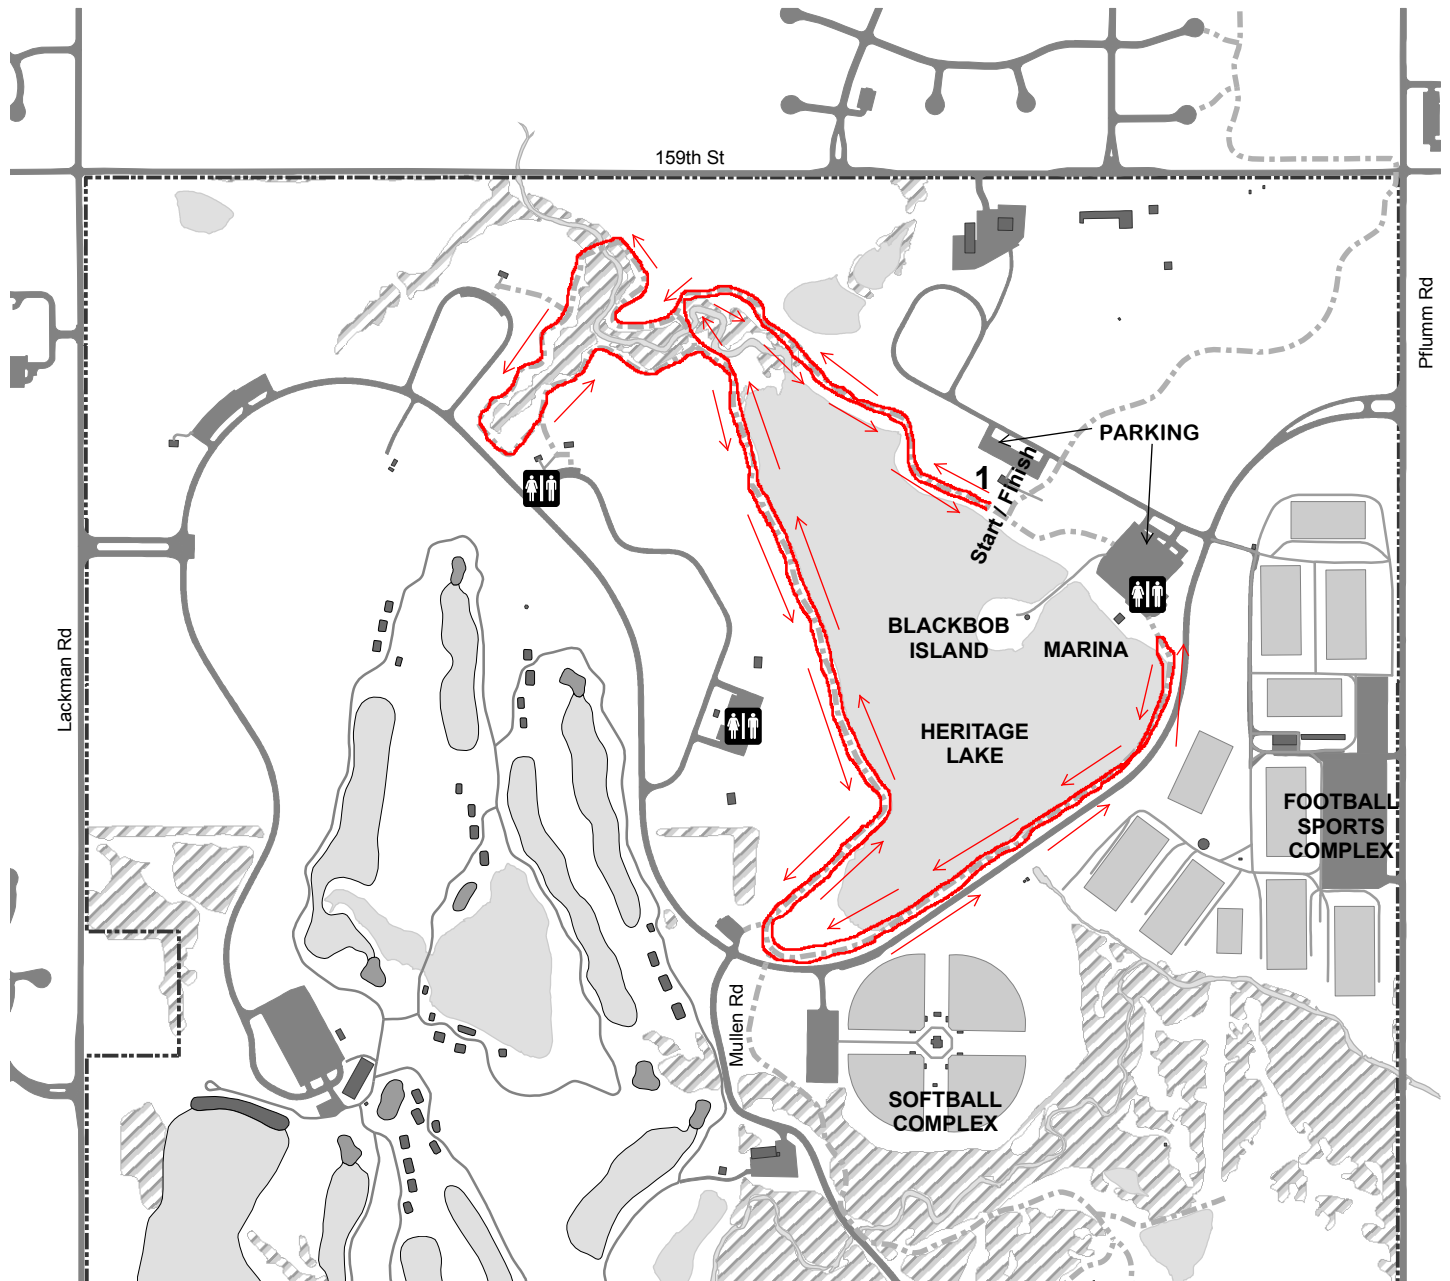 159th St
Pflumm Rd
PARKING
1
Start / Finish
BLACKBOB
ISLAND
MARINA
Lackman Rd
HERITAGE
LAKE
FOOTBALL
SPORTS
COMPLEX
Mullen Rd
SOFTBALL
COMPLEX